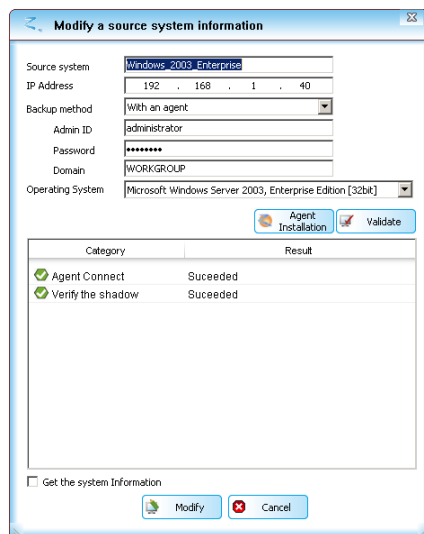 Modify a source system information
Source system Windows_2003_Enterprise
IP Address 192 . 168 . 1 . 40
Backup method With an agent
Admin ID administrator
Password ••••••••
Domain WORKGROUP
Operating System Microsoft Windows Server 2003, Enterprise Edition [32bit]
Agent
Installation Validate
Category Result
Agent Connect Suceeded
Verify the shadow Suceeded
Get the system Information
Modify Cancel